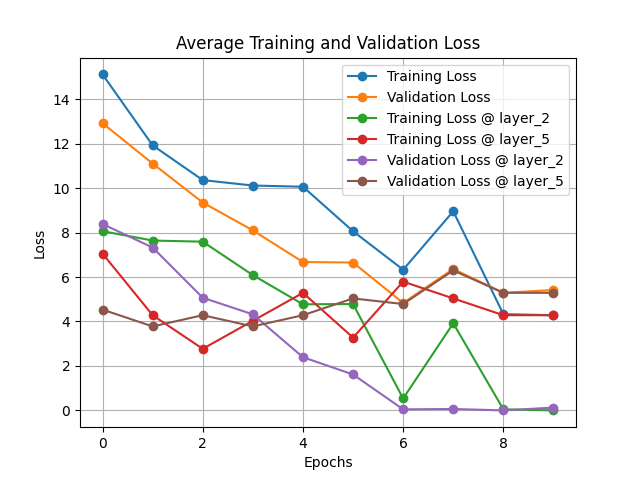 Average Training and Validation Loss
Training Loss
Validation Loss
Training Loss @ layer_2
Training Loss @ layer_5
Validation Loss @ layer_2
Validation Loss @ layer_5
14
12
10
8
6
4
2
0
Loss
0 2 4 6 8
Epochs